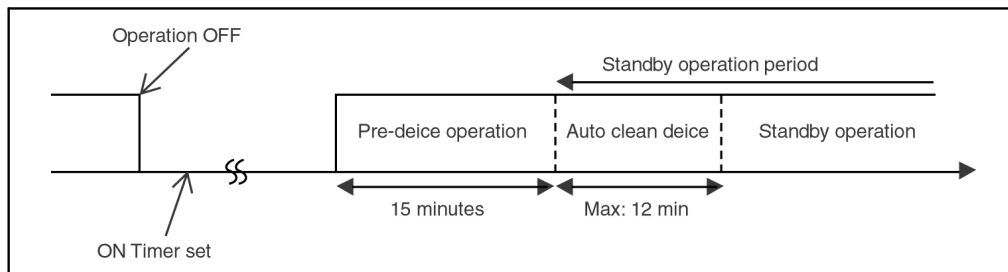 Operation OFF
Standby operation period
Pre-deice operation
Auto clean deice
Standby operation
15 minutes
Max: 12 min
ON Timer set